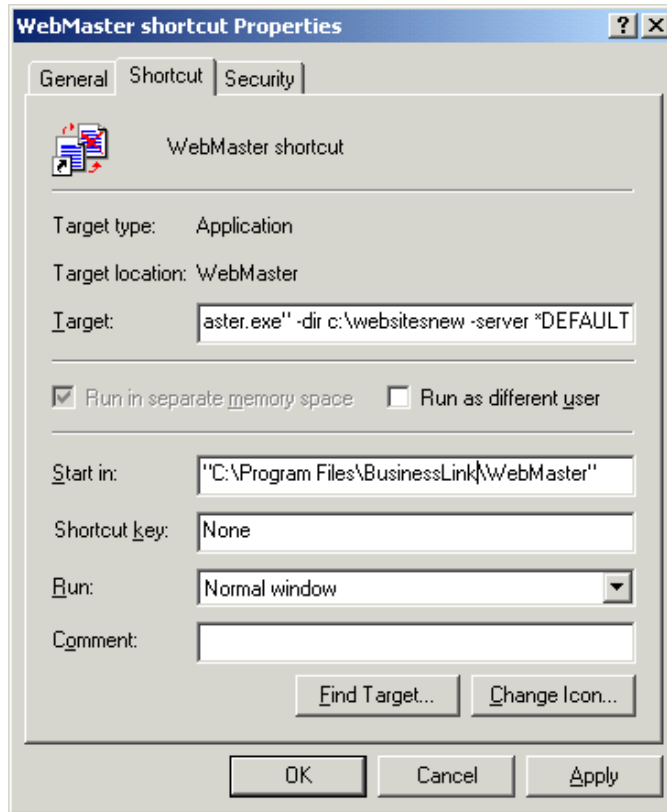 WebMaster shortcut Properties
General Shortcut Security
WebMaster shortcut
Target type: Application
Target location: WebMaster
Target: aster.exe" -dir c:\websitesnew -server *DEFAULT
Run in separate memory space Run as different user
Start in: "C:\Program Files\BusinessLink\WebMaster"
Shortcut key: None
Run: Normal window
Comment:
Find Target... Change Icon...
OK Cancel Apply